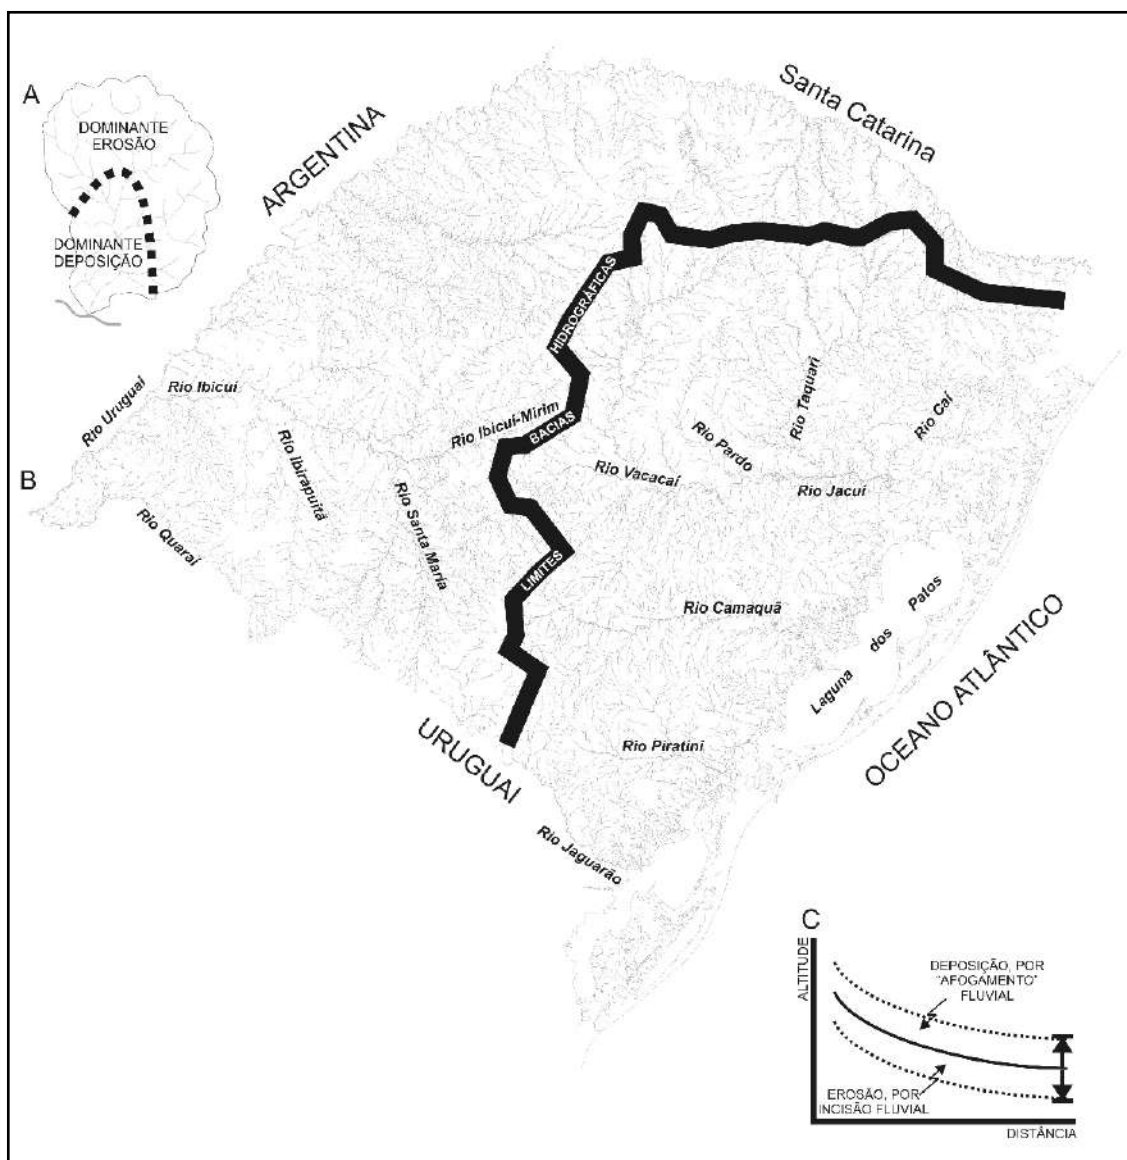 A
DOMINANTE
EROSÃO
DOMINANTE
DEPOSIÇÃO
ARGENTINA
Santa Catarina
HIDROGRÁFICAS
BACIAS
LIMITES
Rio Uruguai
Rio Ibicuí
Rio Ibicuí-Mirim
Rio Taquari
Rio Caí
Rio Pardo
Rio Ibirapuitã
Rio Vacacaí
Rio Jacuí
B
Rio Quaraí
Rio Santa Maria
Rio Camaquã
Laguna dos Patos
OCEANO ATLÂNTICO
URUGUAI
Rio Piratini
Rio Jaguarão
C
ALTITUDE
DEPOSIÇÃO, POR
"AFOGAMENTO"
FLUVIAL
EROSÃO, POR
INCISÃO FLUVIAL
DISTÂNCIA